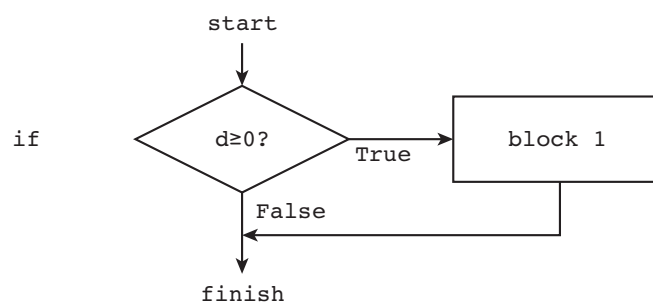 start
if
d≥0?
True
block 1
False
finish